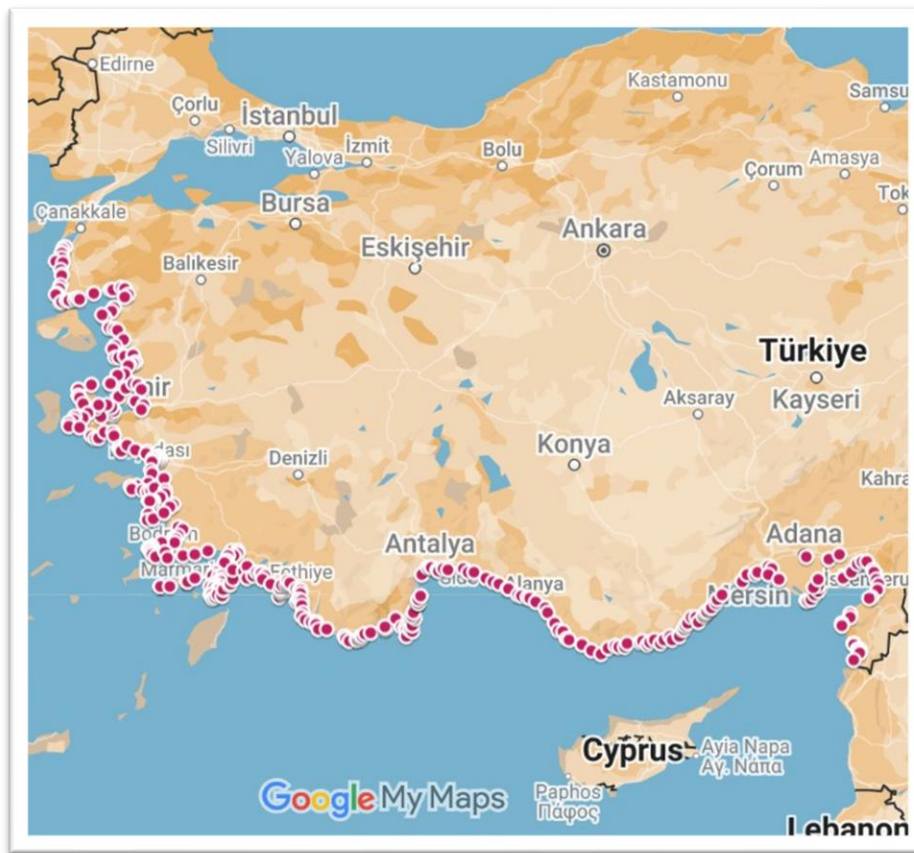 Edirne
Kastamonu
Çorlu
İstanbul
Samsu
Silivri
İzmit
Bolu
Yalova
Amasya
Çorum
Tok
Çanakkale
Bursa
Ankara
Eskişehir
Balıkesir
Türkiye
Kayseri
Aksaray
Konya
Denizli
Kahra
Antalya
Adana
Alanya
Mersin
Cyprus
Ayia Napa
Αγ. Νάπα
Paphos
Πάφος
Google My Maps
Lebanon